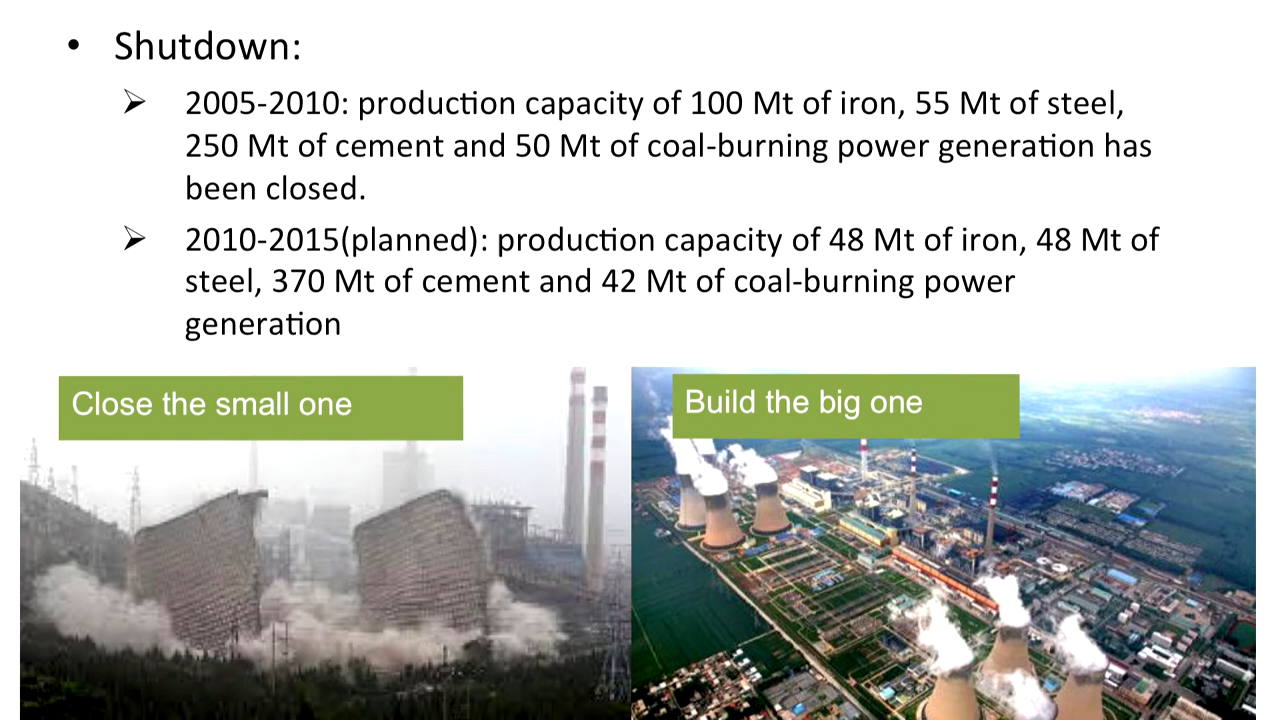 • Shutdown:
➢ 2005-2010: production capacity of 100 Mt of iron, 55 Mt of steel,
250 Mt of cement and 50 Mt of coal-burning power generation has
been closed.
➢ 2010-2015(planned): production capacity of 48 Mt of iron, 48 Mt of
steel, 370 Mt of cement and 42 Mt of coal-burning power
generation
Close the small one
Build the big one